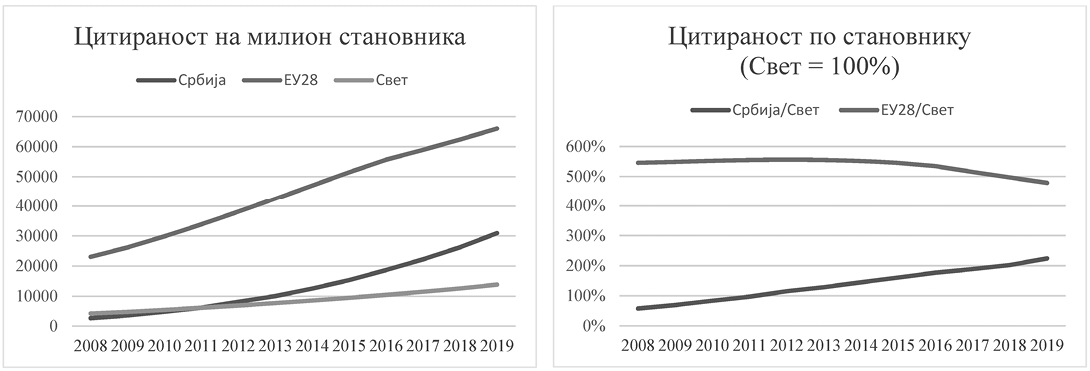 Цитираност на милион становника
Србија ЕУ28 Свет
70000
60000
50000
40000
30000
20000
10000
0
2008 2009 2010 2011 2012 2013 2014 2015 2016 2017 2018 2019
Цитираност по становнику
(Свет = 100%)
Србија/Свет ЕУ28/Свет
600%
500%
400%
300%
200%
100%
0%
2008 2009 2010 2011 2012 2013 2014 2015 2016 2017 2018 2019